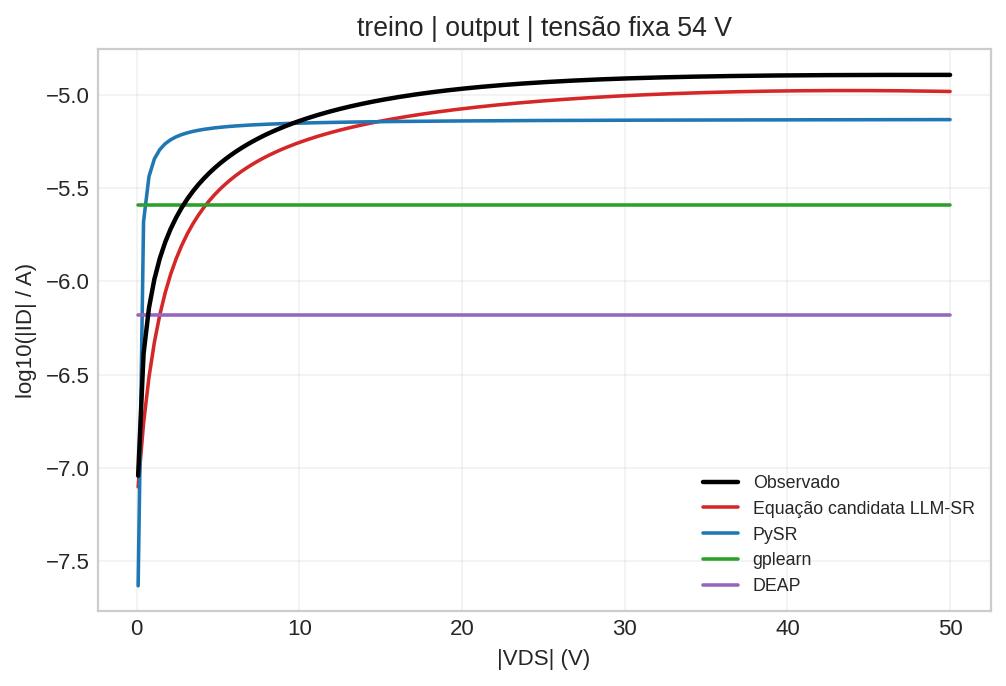 treino | output | tensão fixa 54 V
log10(|ID| / A)
−5.0
−5.5
−6.0
−6.5
−7.0
−7.5
Observado
Equação candidata LLM-SR
PySR
gplearn
DEAP
0
10
20
30
40
50
|VDS| (V)